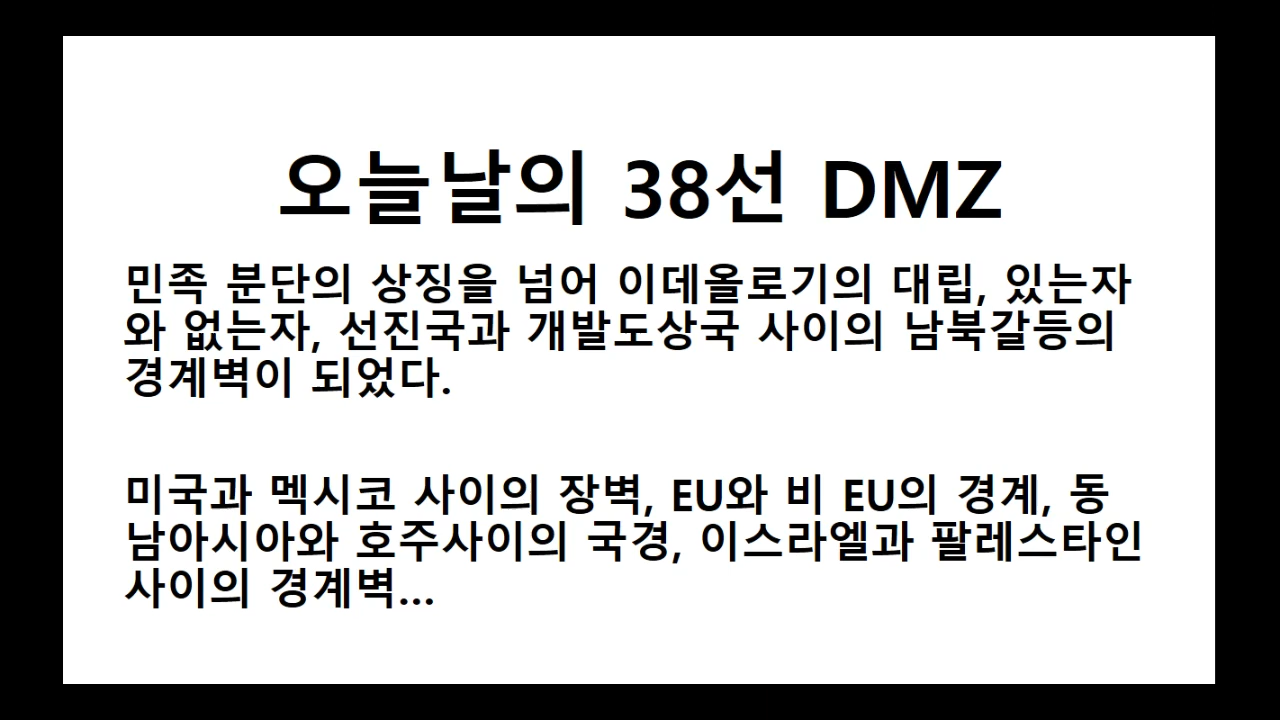 오늘날의 38선 DMZ
민족 분단의 상징을 넘어 이데올로기의 대립, 있는자
와 없는자, 선진국과 개발도상국 사이의 남북갈등의
경계벽이 되었다.
미국과 멕시코 사이의 장벽, EU와 비 EU의 경계, 동
남아시아와 호주사이의 국경, 이스라엘과 팔레스타인
사이의 경계벽...